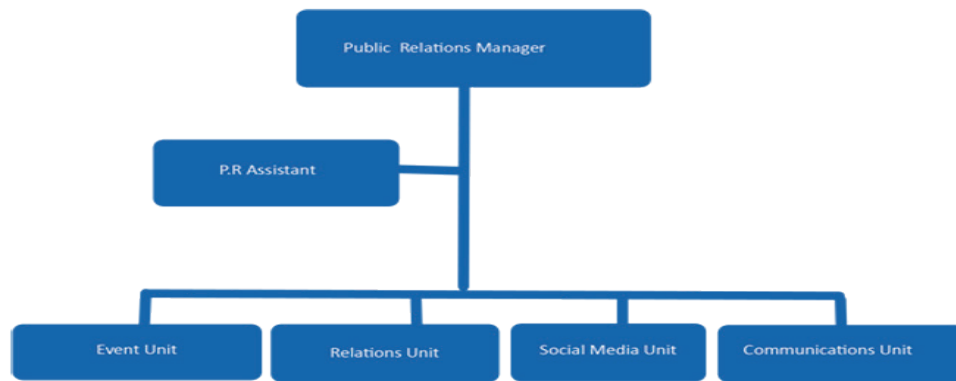 Public Relations Manager
P.R Assistant
Event Unit
Relations Unit
Social Media Unit
Communications Unit